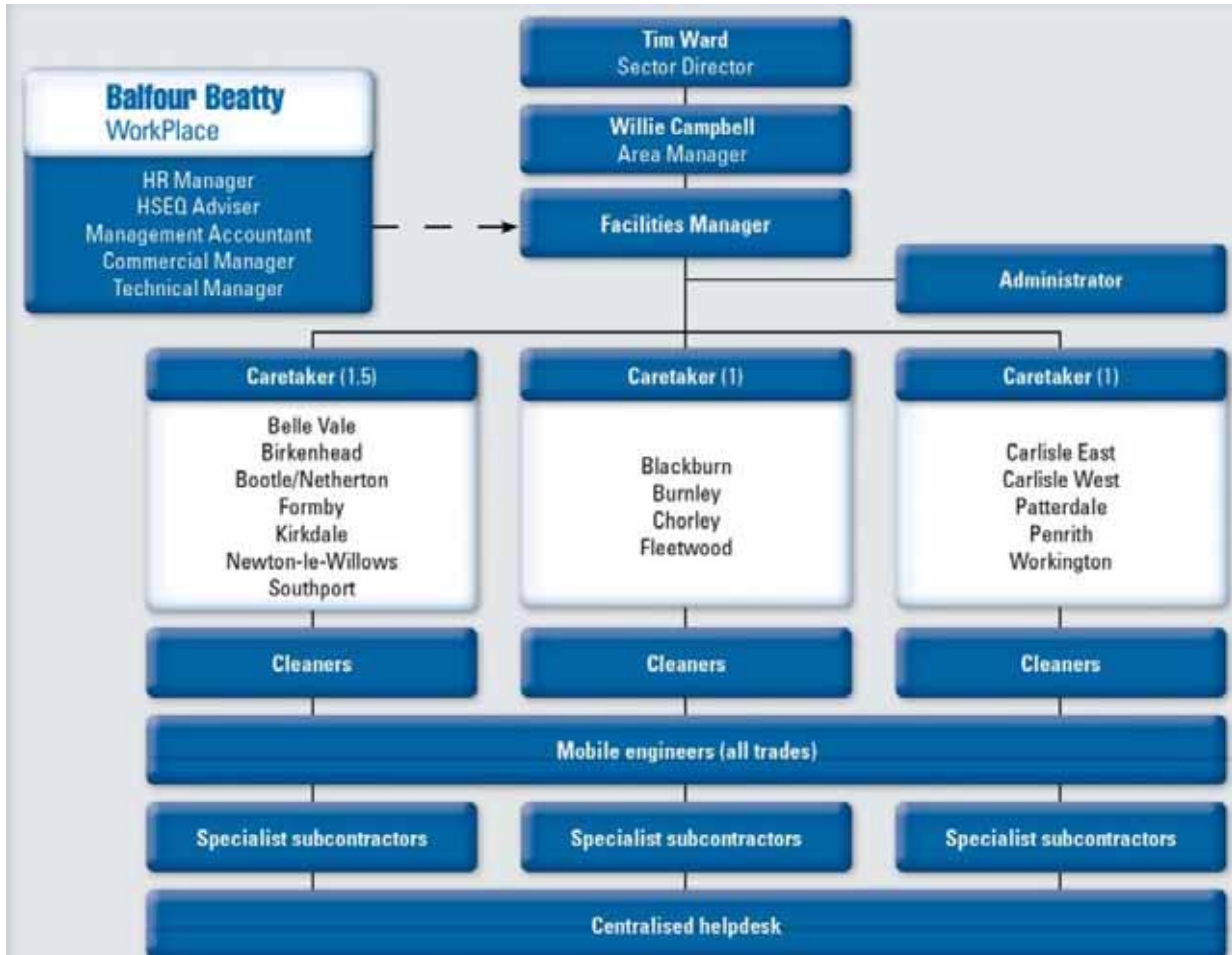 Tim Ward
Sector Director
Balfour Beatty
WorkPlace
HR Manager
HSEQ Adviser
Management Accountant
Commercial Manager
Technical Manager
Willie Campbell
Area Manager
Facilities Manager
Administrator
Caretaker (1.5)
Belle Vale
Birkenhead
Bootle/Netherton
Formby
Kirkdale
Newton-le-Willows
Southport
Caretaker (1)
Blackburn
Burnley
Chorley
Fleetwood
Caretaker (1)
Carlisle East
Carlisle West
Patterdale
Penrith
Workington
Cleaners
Cleaners
Cleaners
Mobile engineers (all trades)
Specialist subcontractors
Specialist subcontractors
Specialist subcontractors
Centralised helpdesk